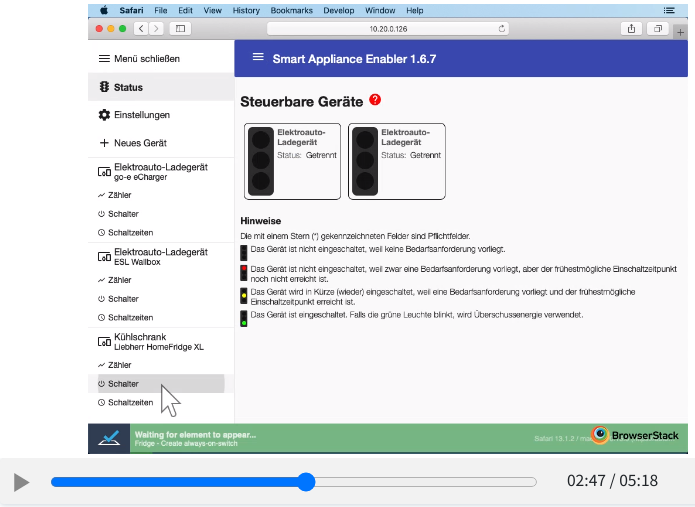 Safari File Edit View History Bookmarks Develop Window Help
10.20.0.126
Menü schließen
Smart Appliance Enabler 1.6.7
Status
Einstellungen
Neues Gerät
Elektroauto-Ladegerät
go-e eCharger
Zähler
Schalter
Schaltzeiten
Elektroauto-Ladegerät
ESL Wallbox
Zähler
Schalter
Schaltzeiten
Kühlschrank
Liebherr HomeFridge XL
Zähler
Schalter
Schaltzeiten
Steuerbare Geräte ?
Elektroauto-
Ladegerät
Status: Getrennt
Elektroauto-
Ladegerät
Status: Getrennt
Hinweise
Die mit einem Stern (*) gekennzeichneten Felder sind Pflichtfelder.
Das Gerät ist nicht eingeschaltet, weil keine Bedarfsanforderung vorliegt.
Das Gerät ist nicht eingeschaltet, weil zwar eine Bedarfsanforderung vorliegt, aber der frühestmögliche Einschaltzeitpunkt
noch nicht erreicht ist.
Das Gerät wird in Kürze (wieder) eingeschaltet, weil eine Bedarfsanforderung vorliegt und der frühestmögliche
Einschaltzeitpunkt erreicht ist.
Das Gerät ist eingeschaltet. Falls die grüne Leuchte blinkt, wird Überschussenergie verwendet.
Waiting for element to appear...
Fridge - Create always-on-switch
Safari 13.1.2 /
BrowserStack
02:47 / 05:18